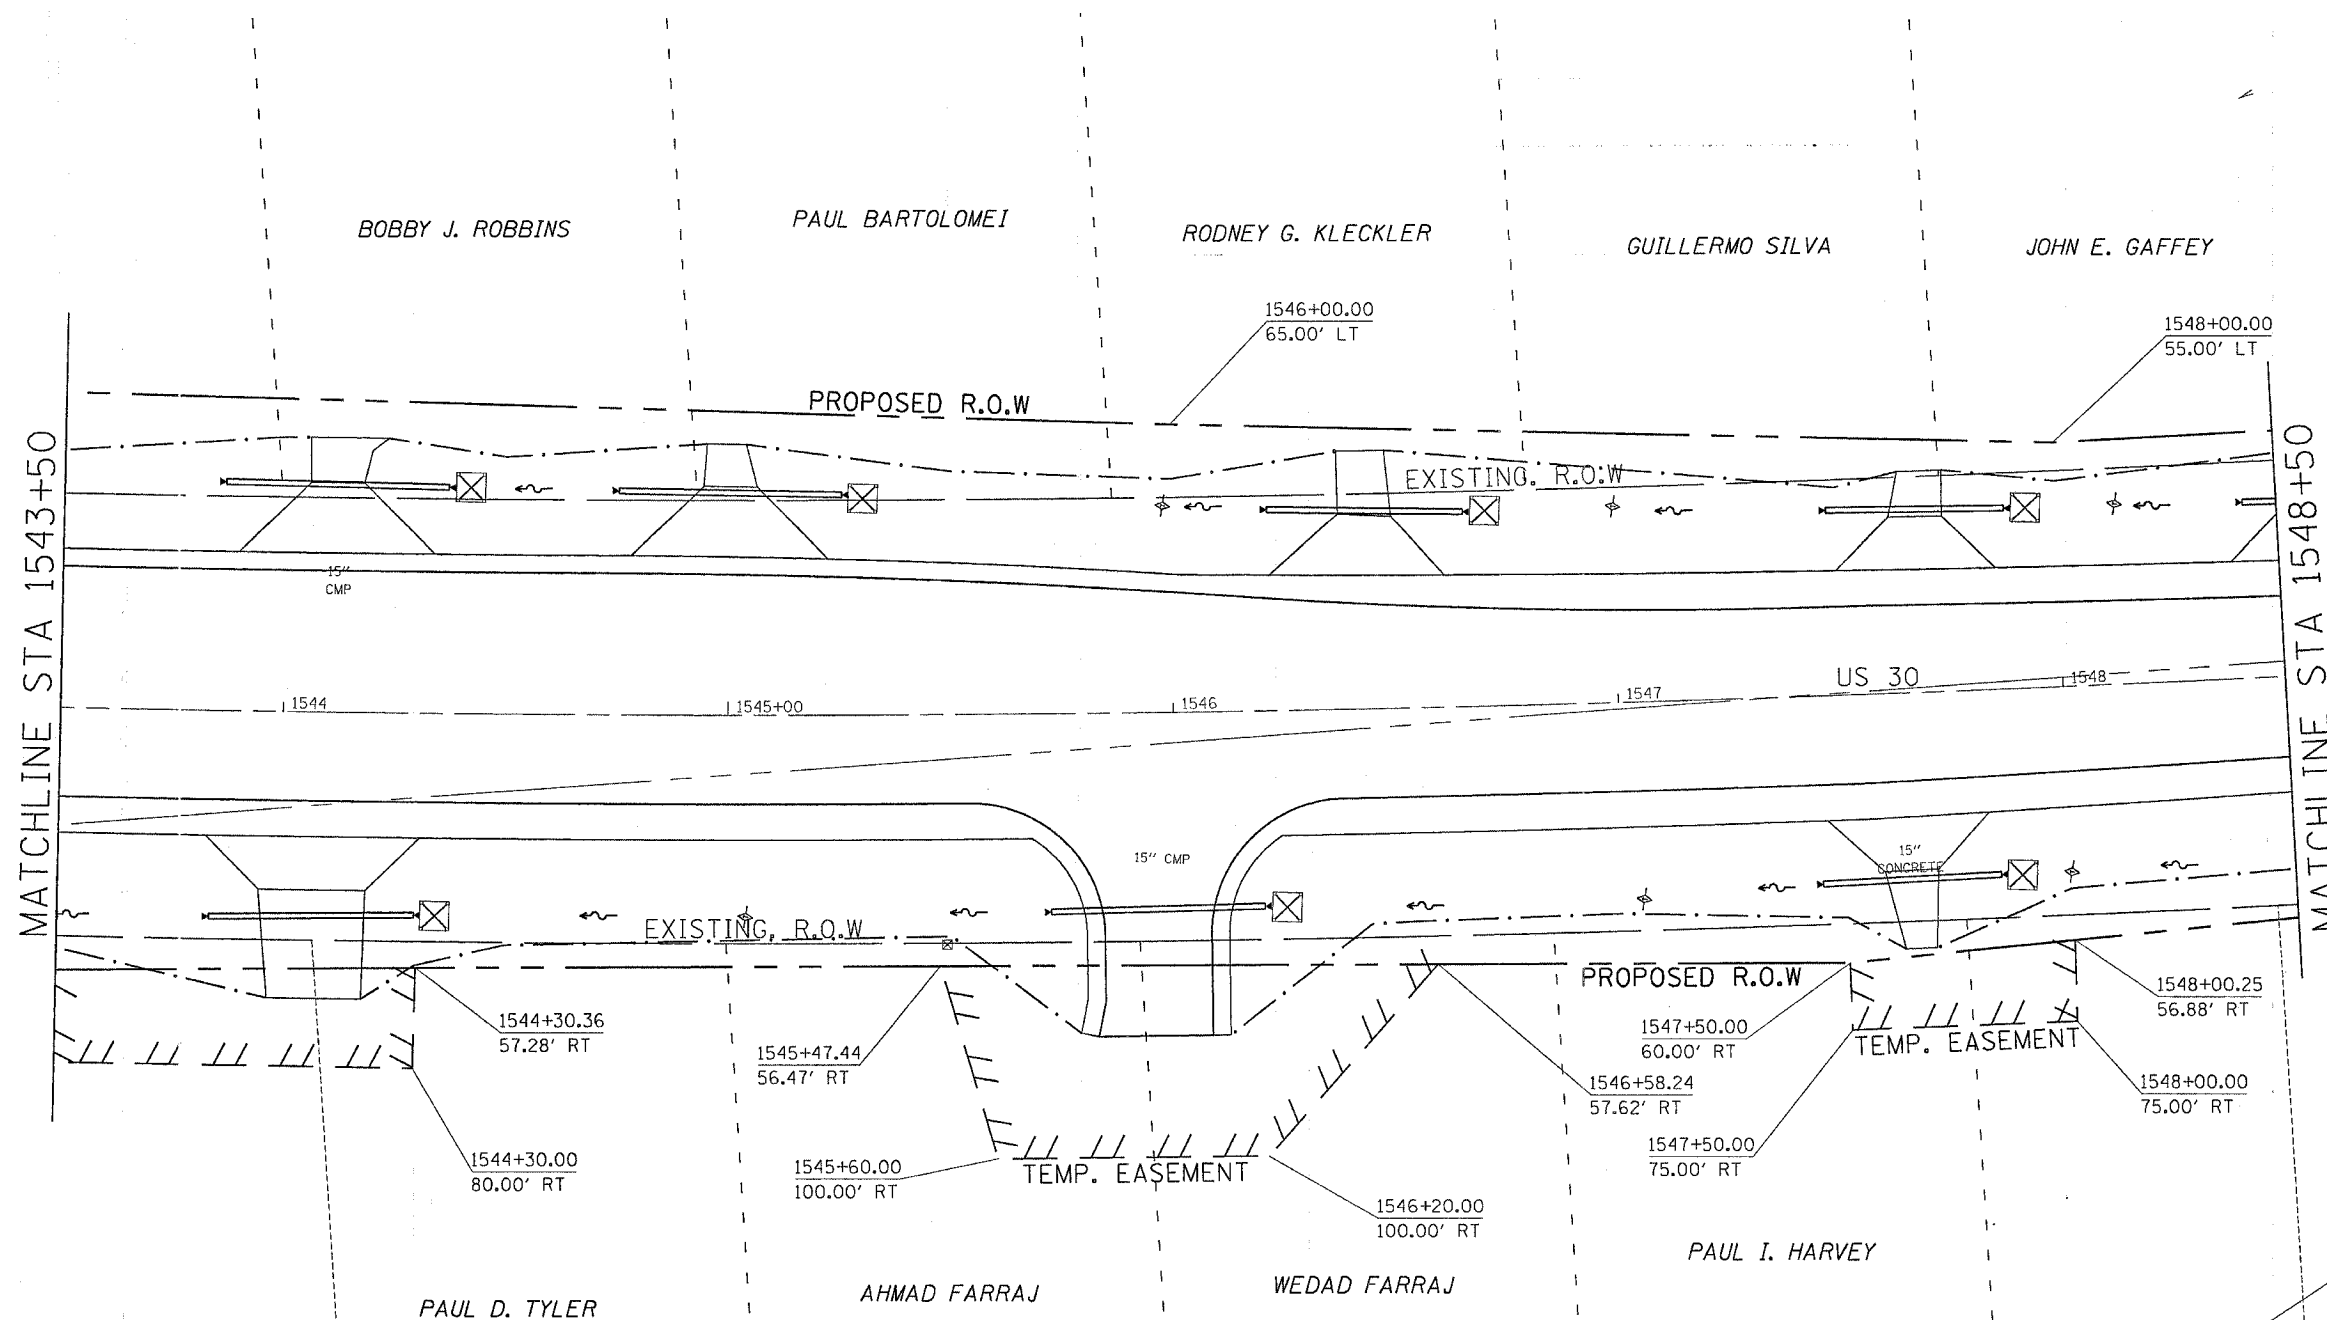 BOBBY J. ROBBINS
PAUL BARTOLOMEI
RODNEY G. KLECKLER
GUILLERMO SILVA
JOHN E. GAFFEY
1546+00.00
65.00' LT
1548+00.00
55.00' LT
PROPOSED R.O.W
EXISTING. R.O.W
MATCHLINE STA 1543+50
MATCHLINE STA 1548+50
15"
CMP
US 30
1544
1545+00
1546
1547
1548
15" CMP
15"
CONCRETE
EXISTING. R.O.W
PROPOSED R.O.W
1544+30.36
57.28' RT
1545+47.44
56.47' RT
1547+50.00
60.00' RT
1548+00.25
56.88' RT
TEMP. EASEMENT
1546+58.24
57.62' RT
1548+00.00
75.00' RT
1544+30.00
80.00' RT
1545+60.00
100.00' RT
TEMP. EASEMENT
1547+50.00
75.00' RT
1546+20.00
100.00' RT
PAUL D. TYLER
AHMAD FARRAJ
WEDAD FARRAJ
PAUL I. HARVEY